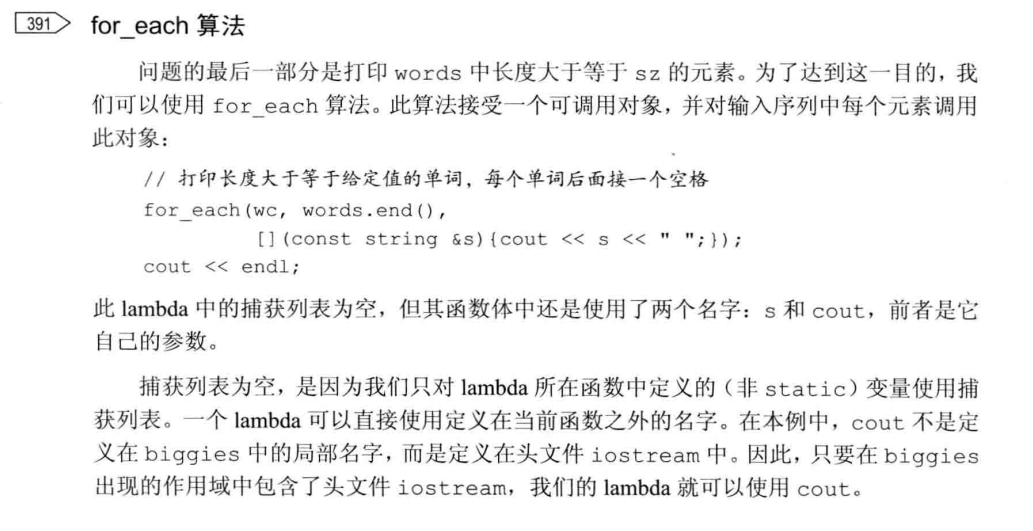 391 for_each 算法
问题的最后一部分是打印 words 中长度大于等于 sz 的元素。为了达到这一目的，我
们可以使用 for_each 算法。此算法接受一个可调用对象，并对输入序列中每个元素调用
此对象：
// 打印长度大于等于给定值的单词，每个单词后面接一个空格
for_each(wc, words.end(),
[](const string &s){cout << s << " ";});
cout << endl;
此 lambda 中的捕获列表为空，但其函数体中还是使用了两个名字：s 和 cout，前者是它
自己的参数。
捕获列表为空，是因为我们只对 lambda 所在函数中定义的（非 static）变量使用捕
获列表。一个 lambda 可以直接使用定义在当前函数之外的名字。在本例中，cout 不是定
义在 biggies 中的局部名字，而是定义在头文件 iostream 中。因此，只要在 biggies
出现的作用域中包含了头文件 iostream，我们的 lambda 就可以使用 cout。